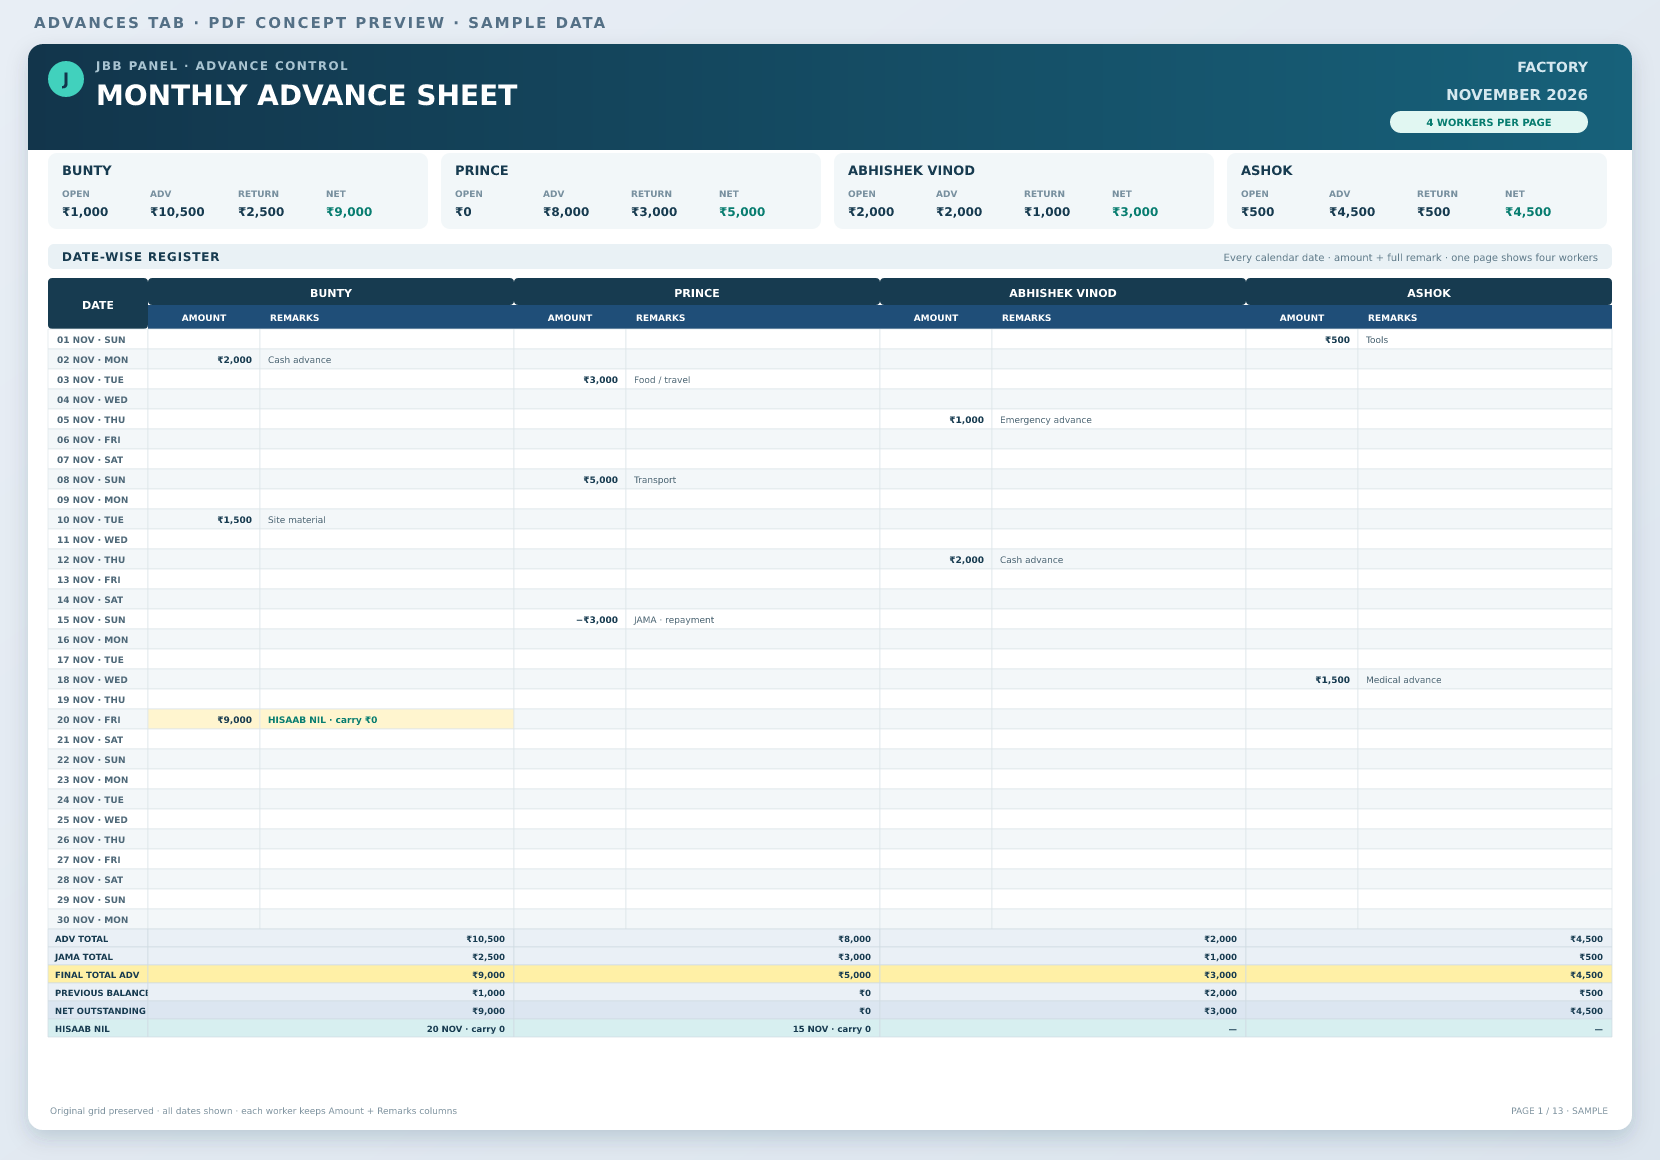 ADVANCES TAB · PDF CONCEPT PREVIEW · SAMPLE DATA
J
JBB PANEL · ADVANCE CONTROL
MONTHLY ADVANCE SHEET
FACTORY
NOVEMBER 2026
4 WORKERS PER PAGE
BUNTY
OPEN ADV RETURN NET
₹1,000 ₹10,500 ₹2,500 ₹9,000
PRINCE
OPEN ADV RETURN NET
₹0 ₹8,000 ₹3,000 ₹5,000
ABHISHEK VINOD
OPEN ADV RETURN NET
₹2,000 ₹2,000 ₹1,000 ₹3,000
ASHOK
OPEN ADV RETURN NET
₹500 ₹4,500 ₹500 ₹4,500
DATE-WISE REGISTER Every calendar date · amount + full remark · one page shows four workers
DATE BUNTY PRINCE ABHISHEK VINOD ASHOK
AMOUNT REMARKS AMOUNT REMARKS AMOUNT REMARKS AMOUNT REMARKS
01 NOV · SUN ₹500 Tools
02 NOV · MON ₹2,000 Cash advance
03 NOV · TUE ₹3,000 Food / travel
04 NOV · WED
05 NOV · THU ₹1,000 Emergency advance
06 NOV · FRI
07 NOV · SAT
08 NOV · SUN ₹5,000 Transport
09 NOV · MON
10 NOV · TUE ₹1,500 Site material
11 NOV · WED
12 NOV · THU ₹2,000 Cash advance
13 NOV · FRI
14 NOV · SAT
15 NOV · SUN −₹3,000 JAMA · repayment
16 NOV · MON
17 NOV · TUE
18 NOV · WED ₹1,500 Medical advance
19 NOV · THU
20 NOV · FRI ₹9,000 HISAAB NIL · carry ₹0
21 NOV · SAT
22 NOV · SUN
23 NOV · MON
24 NOV · TUE
25 NOV · WED
26 NOV · THU
27 NOV · FRI
28 NOV · SAT
29 NOV · SUN
30 NOV · MON
ADV TOTAL ₹10,500 ₹8,000 ₹2,000 ₹4,500
JAMA TOTAL ₹2,500 ₹3,000 ₹1,000 ₹500
FINAL TOTAL ADV ₹9,000 ₹5,000 ₹3,000 ₹4,500
PREVIOUS BALANCE ₹1,000 ₹0 ₹2,000 ₹500
NET OUTSTANDING ₹9,000 ₹0 ₹3,000 ₹4,500
HISAAB NIL 20 NOV · carry 0 15 NOV · carry 0 — —
Original grid preserved · all dates shown · each worker keeps Amount + Remarks columns
PAGE 1 / 13 · SAMPLE